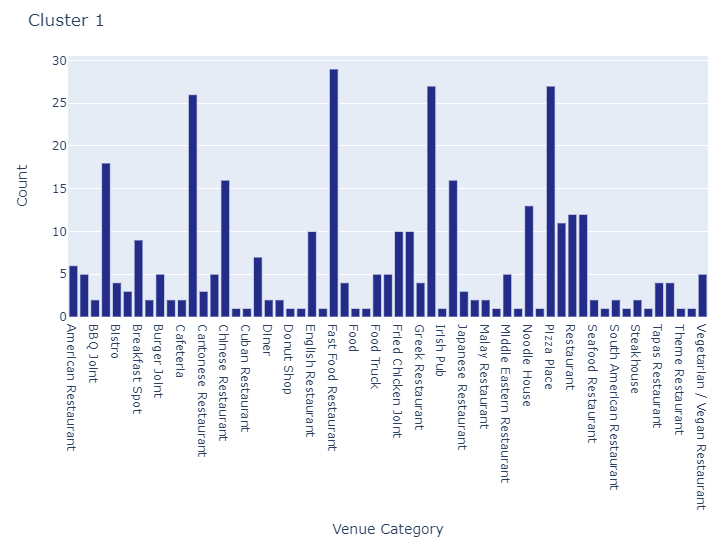 Cluster 1
30
25
20
15
10
5
0
Count
American Restaurant
BBQ Joint
Bistro
Breakfast Spot
Burger Joint
Cafeteria
Cantonese Restaurant
Chinese Restaurant
Cuban Restaurant
Diner
Donut Shop
English Restaurant
Fast Food Restaurant
Food
Food Truck
Fried Chicken Joint
Greek Restaurant
Irish Pub
Japanese Restaurant
Malay Restaurant
Middle Eastern Restaurant
Noodle House
Pizza Place
Restaurant
Seafood Restaurant
South American Restaurant
Steakhouse
Tapas Restaurant
Theme Restaurant
Vegetarian / Vegan Restaurant
Venue Category